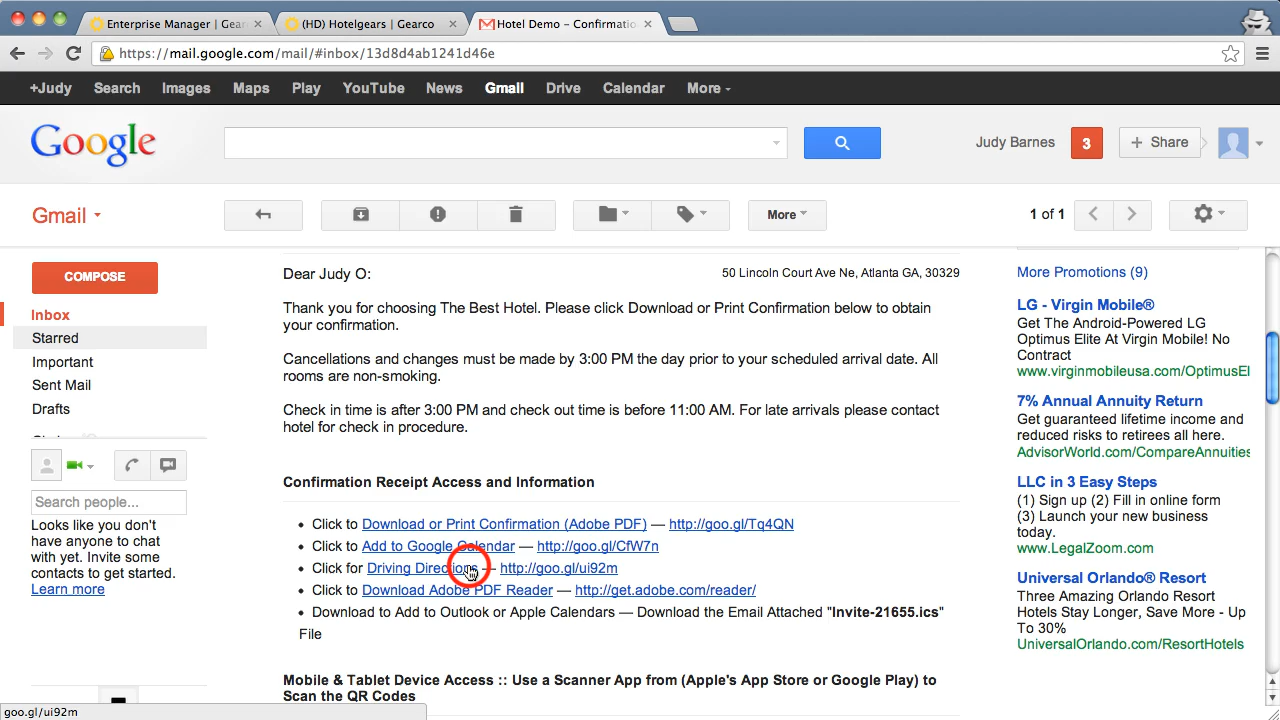 Enterprise Manager | Gear
(HD) Hotelgears | Gearco
Hotel Demo – Confirmatio
https://mail.google.com/mail/#inbox/13d8d4ab1241d46e
+Judy Search Images Maps Play YouTube News Gmail Drive Calendar More
Google
Judy Barnes 3 + Share
Gmail
More
1 of 1
COMPOSE
Inbox
Starred
Important
Sent Mail
Drafts
Search people...
Looks like you don't
have anyone to chat
with yet. Invite some
contacts to get started.
Learn more
Dear Judy O: 50 Lincoln Court Ave Ne, Atlanta GA, 30329
Thank you for choosing The Best Hotel. Please click Download or Print Confirmation below to obtain
your confirmation.
Cancellations and changes must be made by 3:00 PM the day prior to your scheduled arrival date. All
rooms are non-smoking.
Check in time is after 3:00 PM and check out time is before 11:00 AM. For late arrivals please contact
hotel for check in procedure.
Confirmation Receipt Access and Information
• Click to Download or Print Confirmation (Adobe PDF) — http://goo.gl/Tq4QN
• Click to Add to Google Calendar — http://goo.gl/CfW7n
• Click for Driving Directions — http://goo.gl/ui92m
• Click to Download Adobe PDF Reader — http://get.adobe.com/reader/
• Download to Add to Outlook or Apple Calendars — Download the Email Attached "Invite-21655.ics"
File
Mobile & Tablet Device Access :: Use a Scanner App from (Apple's App Store or Google Play) to
Scan the QR Codes
More Promotions (9)
LG - Virgin Mobile®
Get The Android-Powered LG
Optimus Elite At Virgin Mobile! No
Contract
www.virginmobileusa.com/OptimusEl
7% Annual Annuity Return
Get guaranteed lifetime income and
reduced risks to retirees all here.
AdvisorWorld.com/CompareAnnuities
LLC in 3 Easy Steps
(1) Sign up (2) Fill in online form
(3) Launch your new business
today.
www.LegalZoom.com
Universal Orlando® Resort
Three Amazing Orlando Resort
Hotels Stay Longer, Save More - Up
To 30%
UniversalOrlando.com/ResortHotels
goo.gl/ui92m